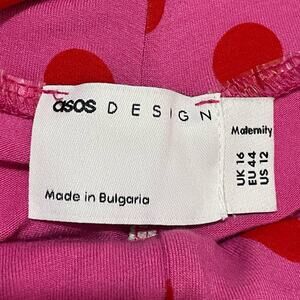 asos DESIGN
Made in Bulgaria
Maternity
UK 16
EU 44
US 12